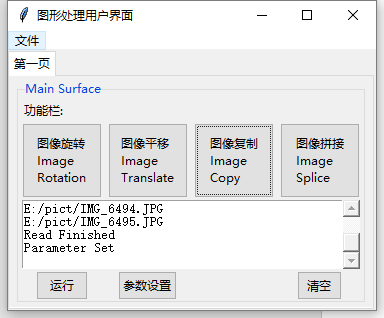 图形处理用户界面
文件
第一页
Main Surface
功能栏:
图像旋转
Image
Rotation
图像平移
Image
Translate
图像复制
Image
Copy
图像拼接
Image
Splice
E:/pict/IMG_6494.JPG
E:/pict/IMG_6495.JPG
Read Finished
Parameter Set
运行
参数设置
清空